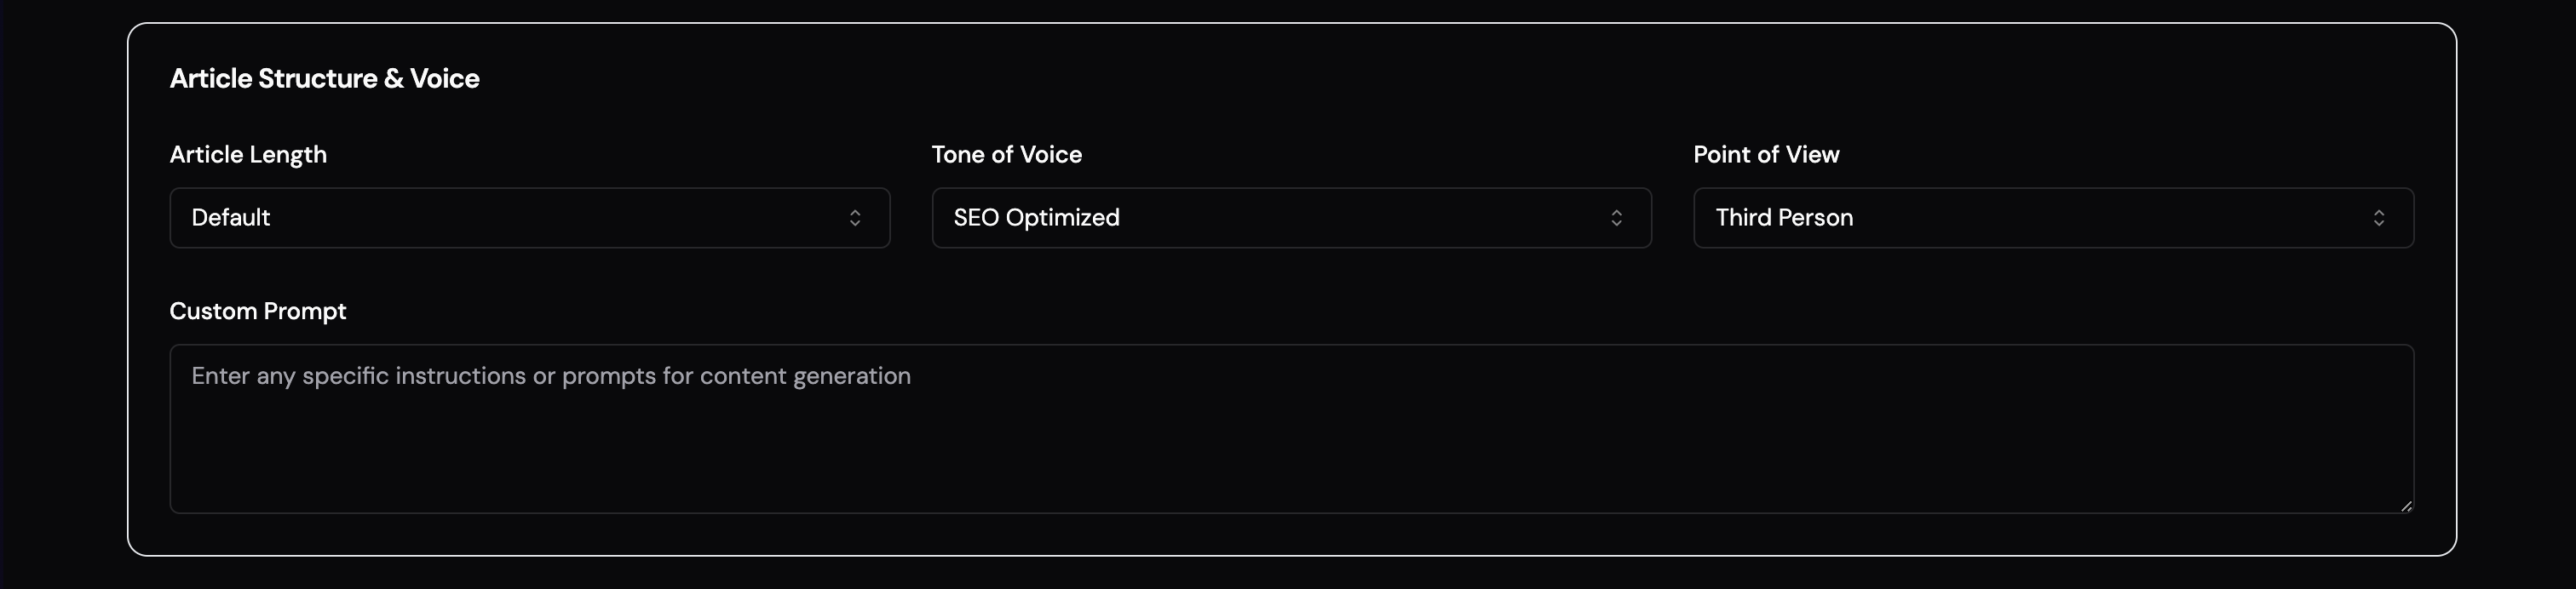 Article Structure & Voice
Article Length
Tone of Voice
Point of View
Default
SEO Optimized
Third Person
Custom Prompt
Enter any specific instructions or prompts for content generation